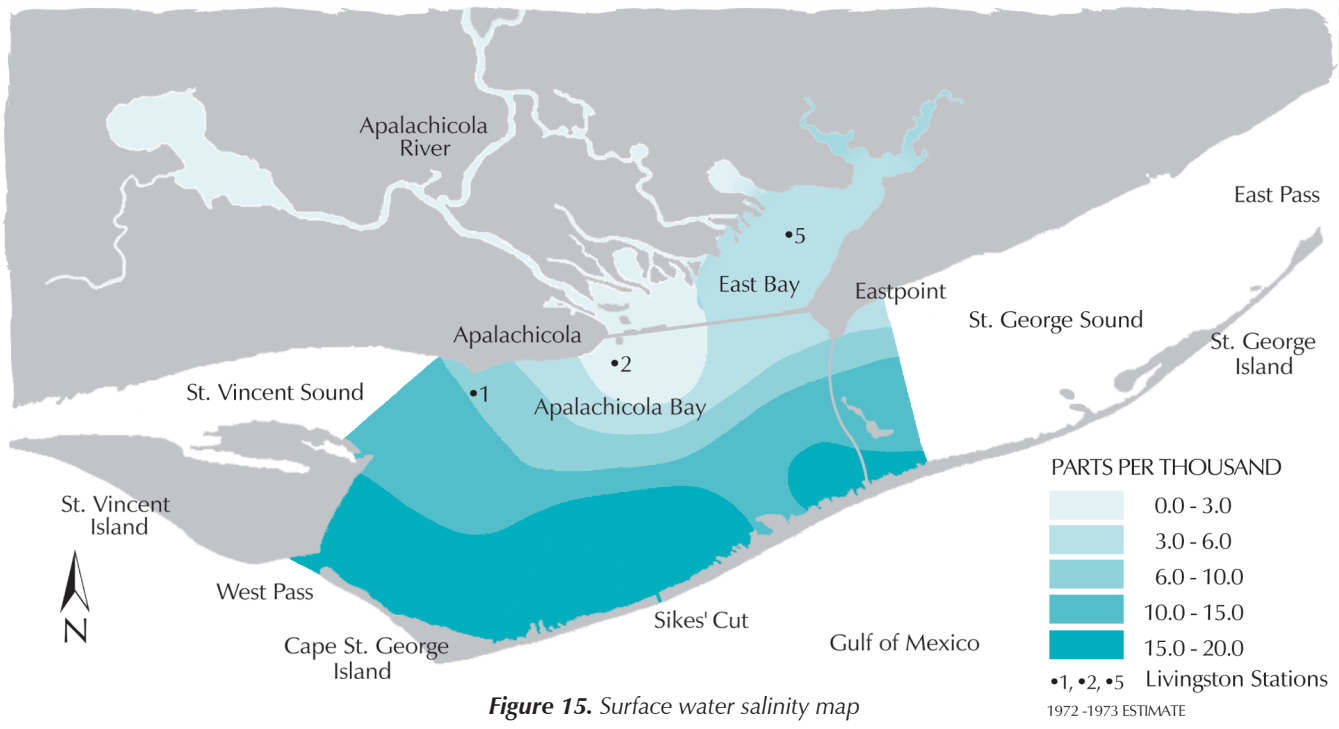 Apalachicola
River
East Pass
•5
East Bay
Eastpoint
St. George Sound
Apalachicola
St. George
Island
•2
St. Vincent Sound
•1
Apalachicola Bay
PARTS PER THOUSAND
0.0 - 3.0
3.0 - 6.0
6.0 - 10.0
10.0 - 15.0
15.0 - 20.0
•1, •2, •5 Livingston Stations
1972 -1973 ESTIMATE
St. Vincent
Island
N
West Pass
Sikes' Cut
Cape St. George
Island
Gulf of Mexico
Figure 15. Surface water salinity map